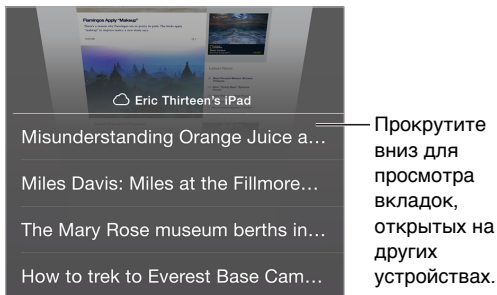 Flamingos Apply "Makeup"
Eric Thirteen's iPad
Misunderstanding Orange Juice a…
Miles Davis: Miles at the Fillmore…
The Mary Rose museum berths in…
How to trek to Everest Base Cam…
Прокрутите
вниз для
просмотра
вкладок,
открытых на
других
устройствах.